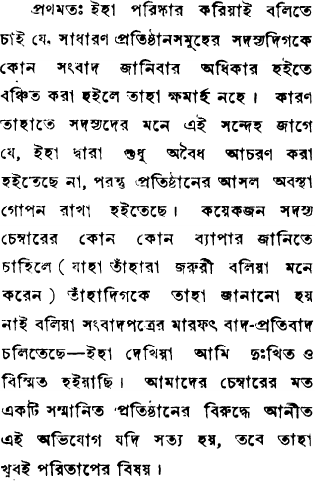 প্রথমতঃ ইহা পরিষ্কার করিয়াই বলিতে
চাই যে, সাধারণ প্রতিষ্ঠানসমূহের সদস্যদিগকে
কোন সংবাদ জানিবার অধিকার হইতে
বঞ্চিত করা হইলে তাহা ক্ষমার্হ নহে। কারণ
তাহাতে সদস্যদের মনে এই সন্দেহ জাগে
যে, ইহা দ্বারা শুধু অবৈধ আচরণ করা
হইতেছে না, পরন্তু প্রতিষ্ঠানের আসল অবস্থা
গোপন রাখা হইতেছে। কয়েকজন সদস্য
চেম্বারের কোন কোন ব্যাপার জানিতে
চাহিলে (যাহা তাঁহারা জরুরী বলিয়া মনে
করেন) তাঁহাদিগকে তাহা জানানো হয়
নাই বলিয়া সংবাদপত্রের মারফৎ বাদ-প্রতিবাদ
চলিতেছে—ইহা দেখিয়া আমি দুঃখিত ও
বিস্মিত হইয়াছি। আমাদের চেম্বারের মত
একটি সম্মানিত প্রতিষ্ঠানের বিরুদ্ধে আনীত
এই অভিযোগ যদি সত্য হয়, তবে তাহা
খুবই পরিতাপের বিষয়।